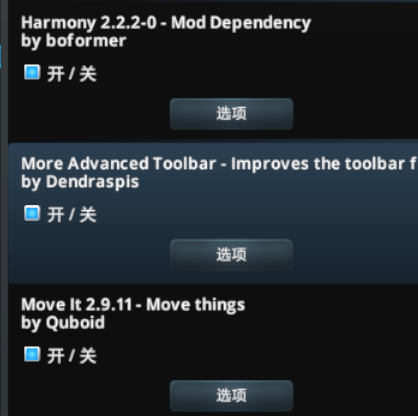 Harmony 2.2.2-0 - Mod Dependency
by boformer
开 / 关
选项
More Advanced Toolbar - Improves the toolbar f
by Dendraspis
开 / 关
选项
Move It 2.9.11 - Move things
by Quboid
开 / 关
选项